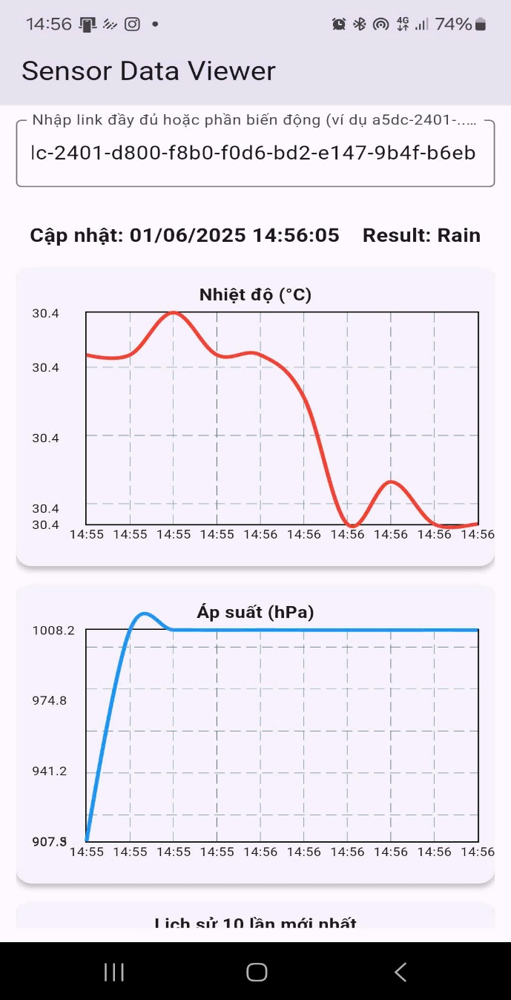 14:56 4G 74%
Sensor Data Viewer
Nhập link đầy đủ hoặc phần biến động (ví dụ a5dc-2401-.…
lc-2401-d800-f8b0-f0d6-bd2-e147-9b4f-b6eb
Cập nhật: 01/06/2025 14:56:05 Result: Rain
Nhiệt độ (°C)
30.4
30.4
30.4
30.4
30.4
14:55 14:55 14:55 14:55 14:56 14:56 14:56 14:56 14:56 14:56
Áp suất (hPa)
1008.2
974.8
941.2
14:55 14:55 14:55 14:55 14:56 14:56 14:56 14:56 14:56 14:56
Lịch sử 10 lần mới nhất